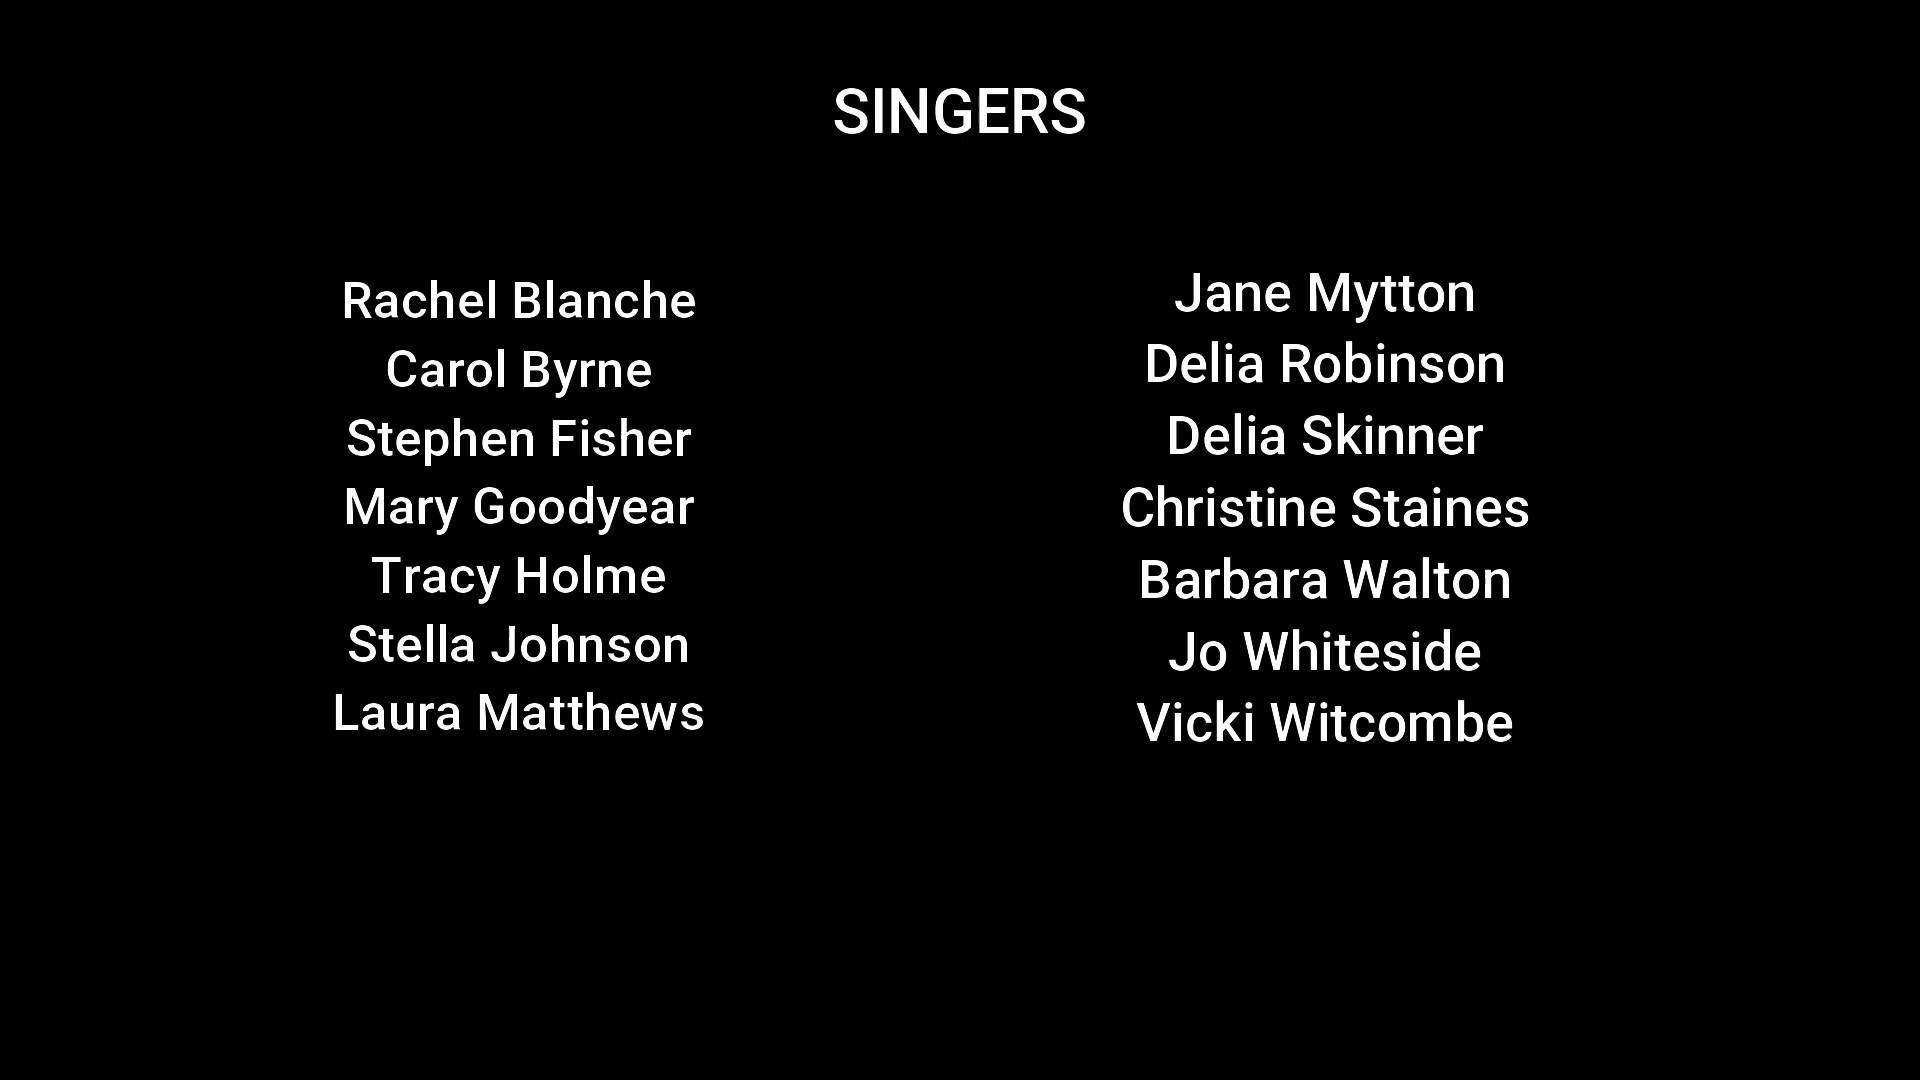 SINGERS
Rachel Blanche
Carol Byrne
Stephen Fisher
Mary Goodyear
Tracy Holme
Stella Johnson
Laura Matthews
Jane Mytton
Delia Robinson
Delia Skinner
Christine Staines
Barbara Walton
Jo Whiteside
Vicki Witcombe